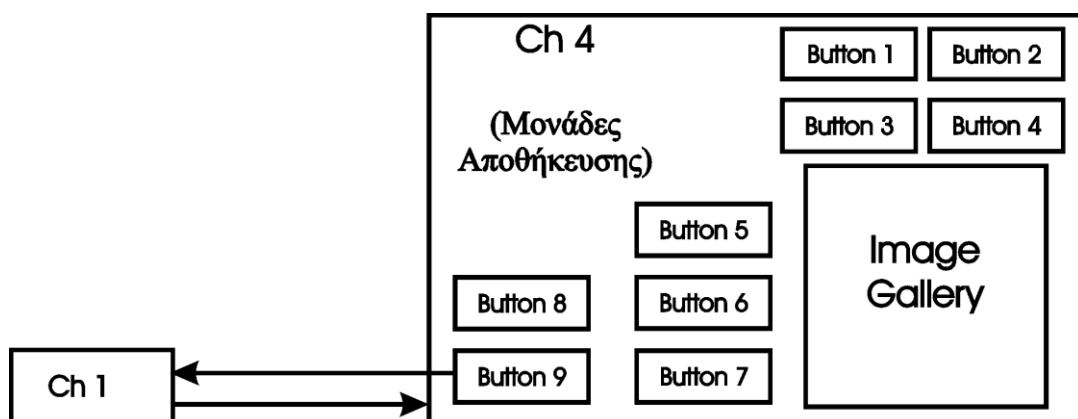 Ch 4
Button 1
Button 2
(Μονάδες
Αποθήκευσης)
Button 3
Button 4
Button 5
Image
Gallery
Button 8
Button 6
Ch 1
Button 9
Button 7